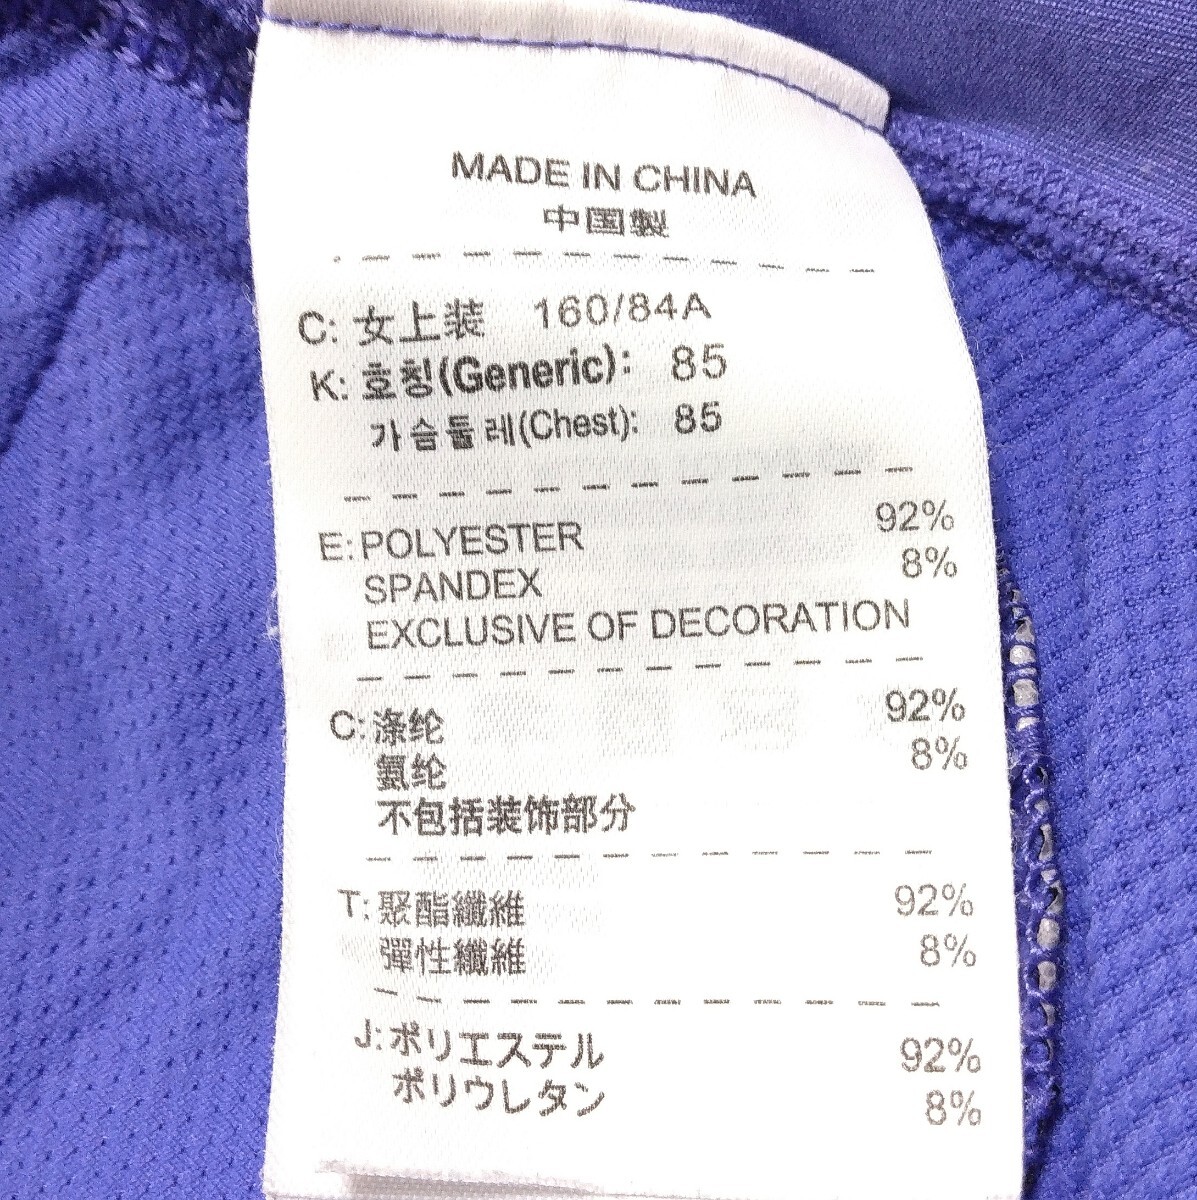 MADE IN CHINA
中国製
C: 女上装 160/84A
K: 호칭(Generic): 85
가슴둘레(Chest): 85
E: POLYESTER 92%
SPANDEX 8%
EXCLUSIVE OF DECORATION
C: 涤纶 92%
氨纶 8%
不包括装饰部分
T: 聚酯纖維 92%
彈性纖維 8%
J: ポリエステル 92%
ポリウレタン 8%